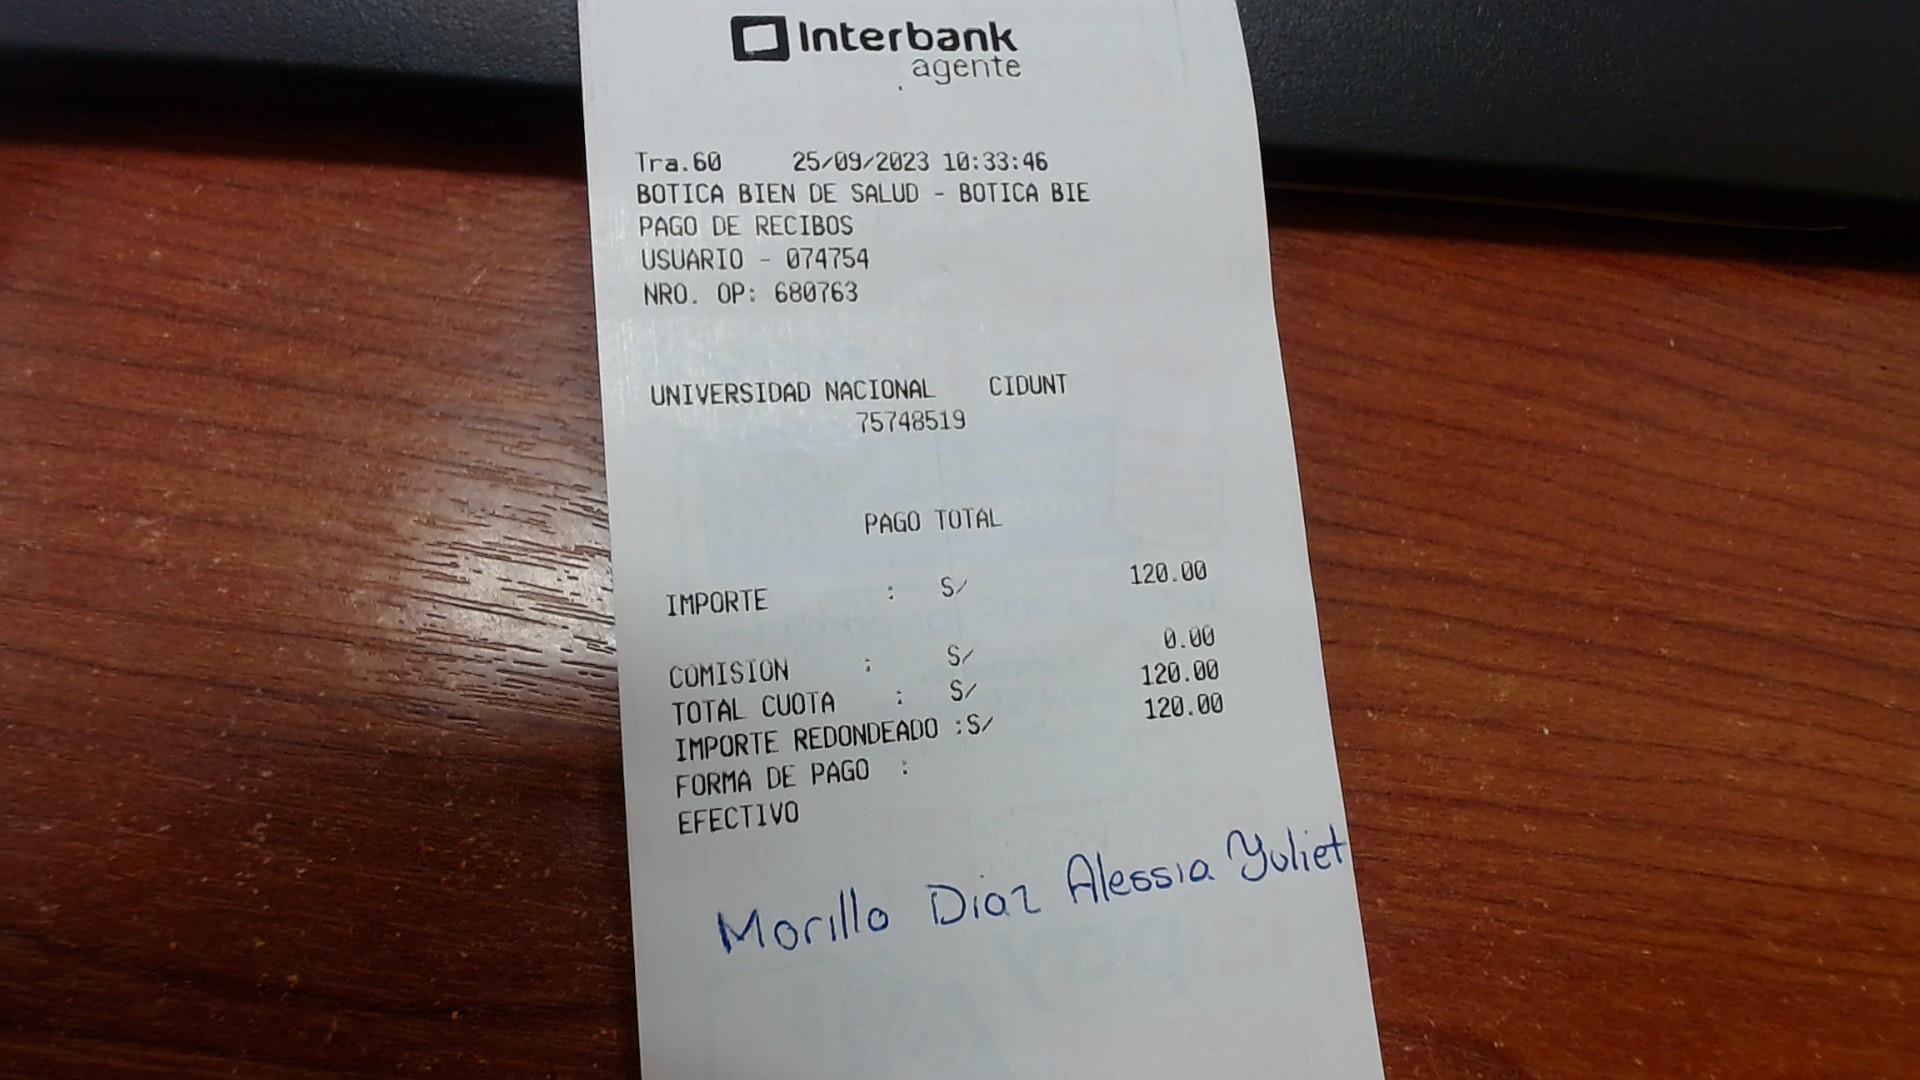 Interbank
agente
Tra.60 25/09/2023 10:33:46
BOTICA BIEN DE SALUD - BOTICA BIE
PAGO DE RECIBOS
USUARIO - 074754
NRO. OP: 680763
UNIVERSIDAD NACIONAL CIDUNT
75748519
PAGO TOTAL
IMPORTE : S/ 120.00
COMISION : S/ 0.00
TOTAL CUOTA : S/ 120.00
IMPORTE REDONDEADO :S/ 120.00
FORMA DE PAGO :
EFECTIVO
Morillo Diaz Alessia Yuliet